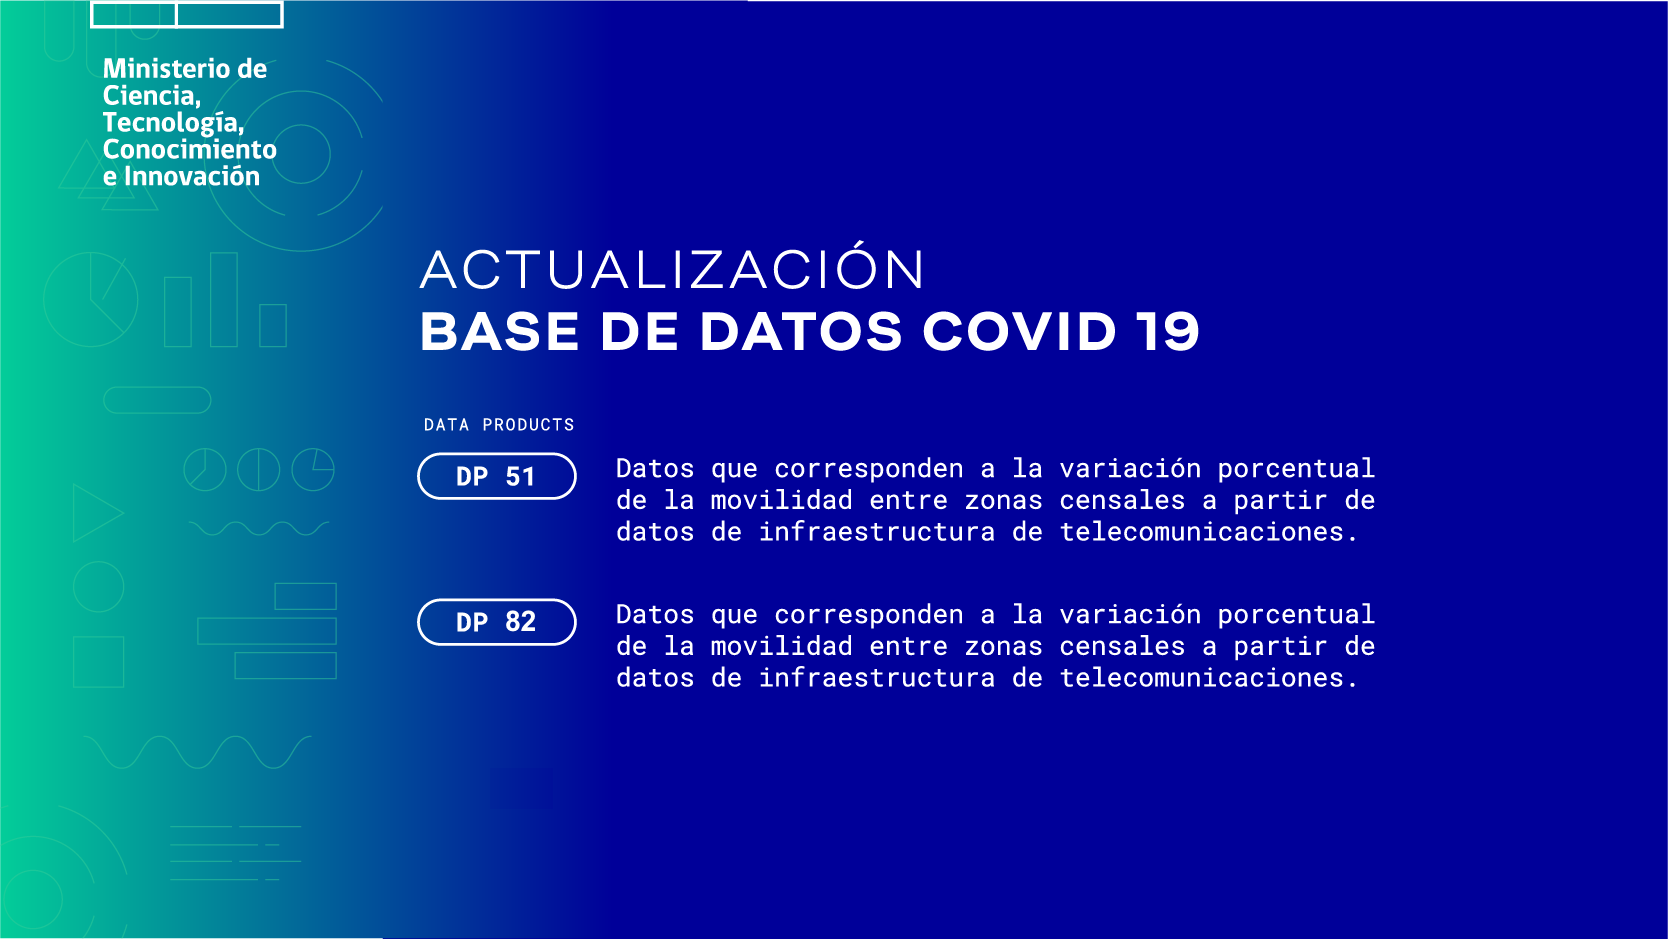 Ministerio de
Ciencia,
Tecnología,
Conocimiento
e Innovación
ACTUALIZACIÓN
BASE DE DATOS COVID 19
DATA PRODUCTS
DP 51
Datos que corresponden a la variación porcentual
de la movilidad entre zonas censales a partir de
datos de infraestructura de telecomunicaciones.
DP 82
Datos que corresponden a la variación porcentual
de la movilidad entre zonas censales a partir de
datos de infraestructura de telecomunicaciones.